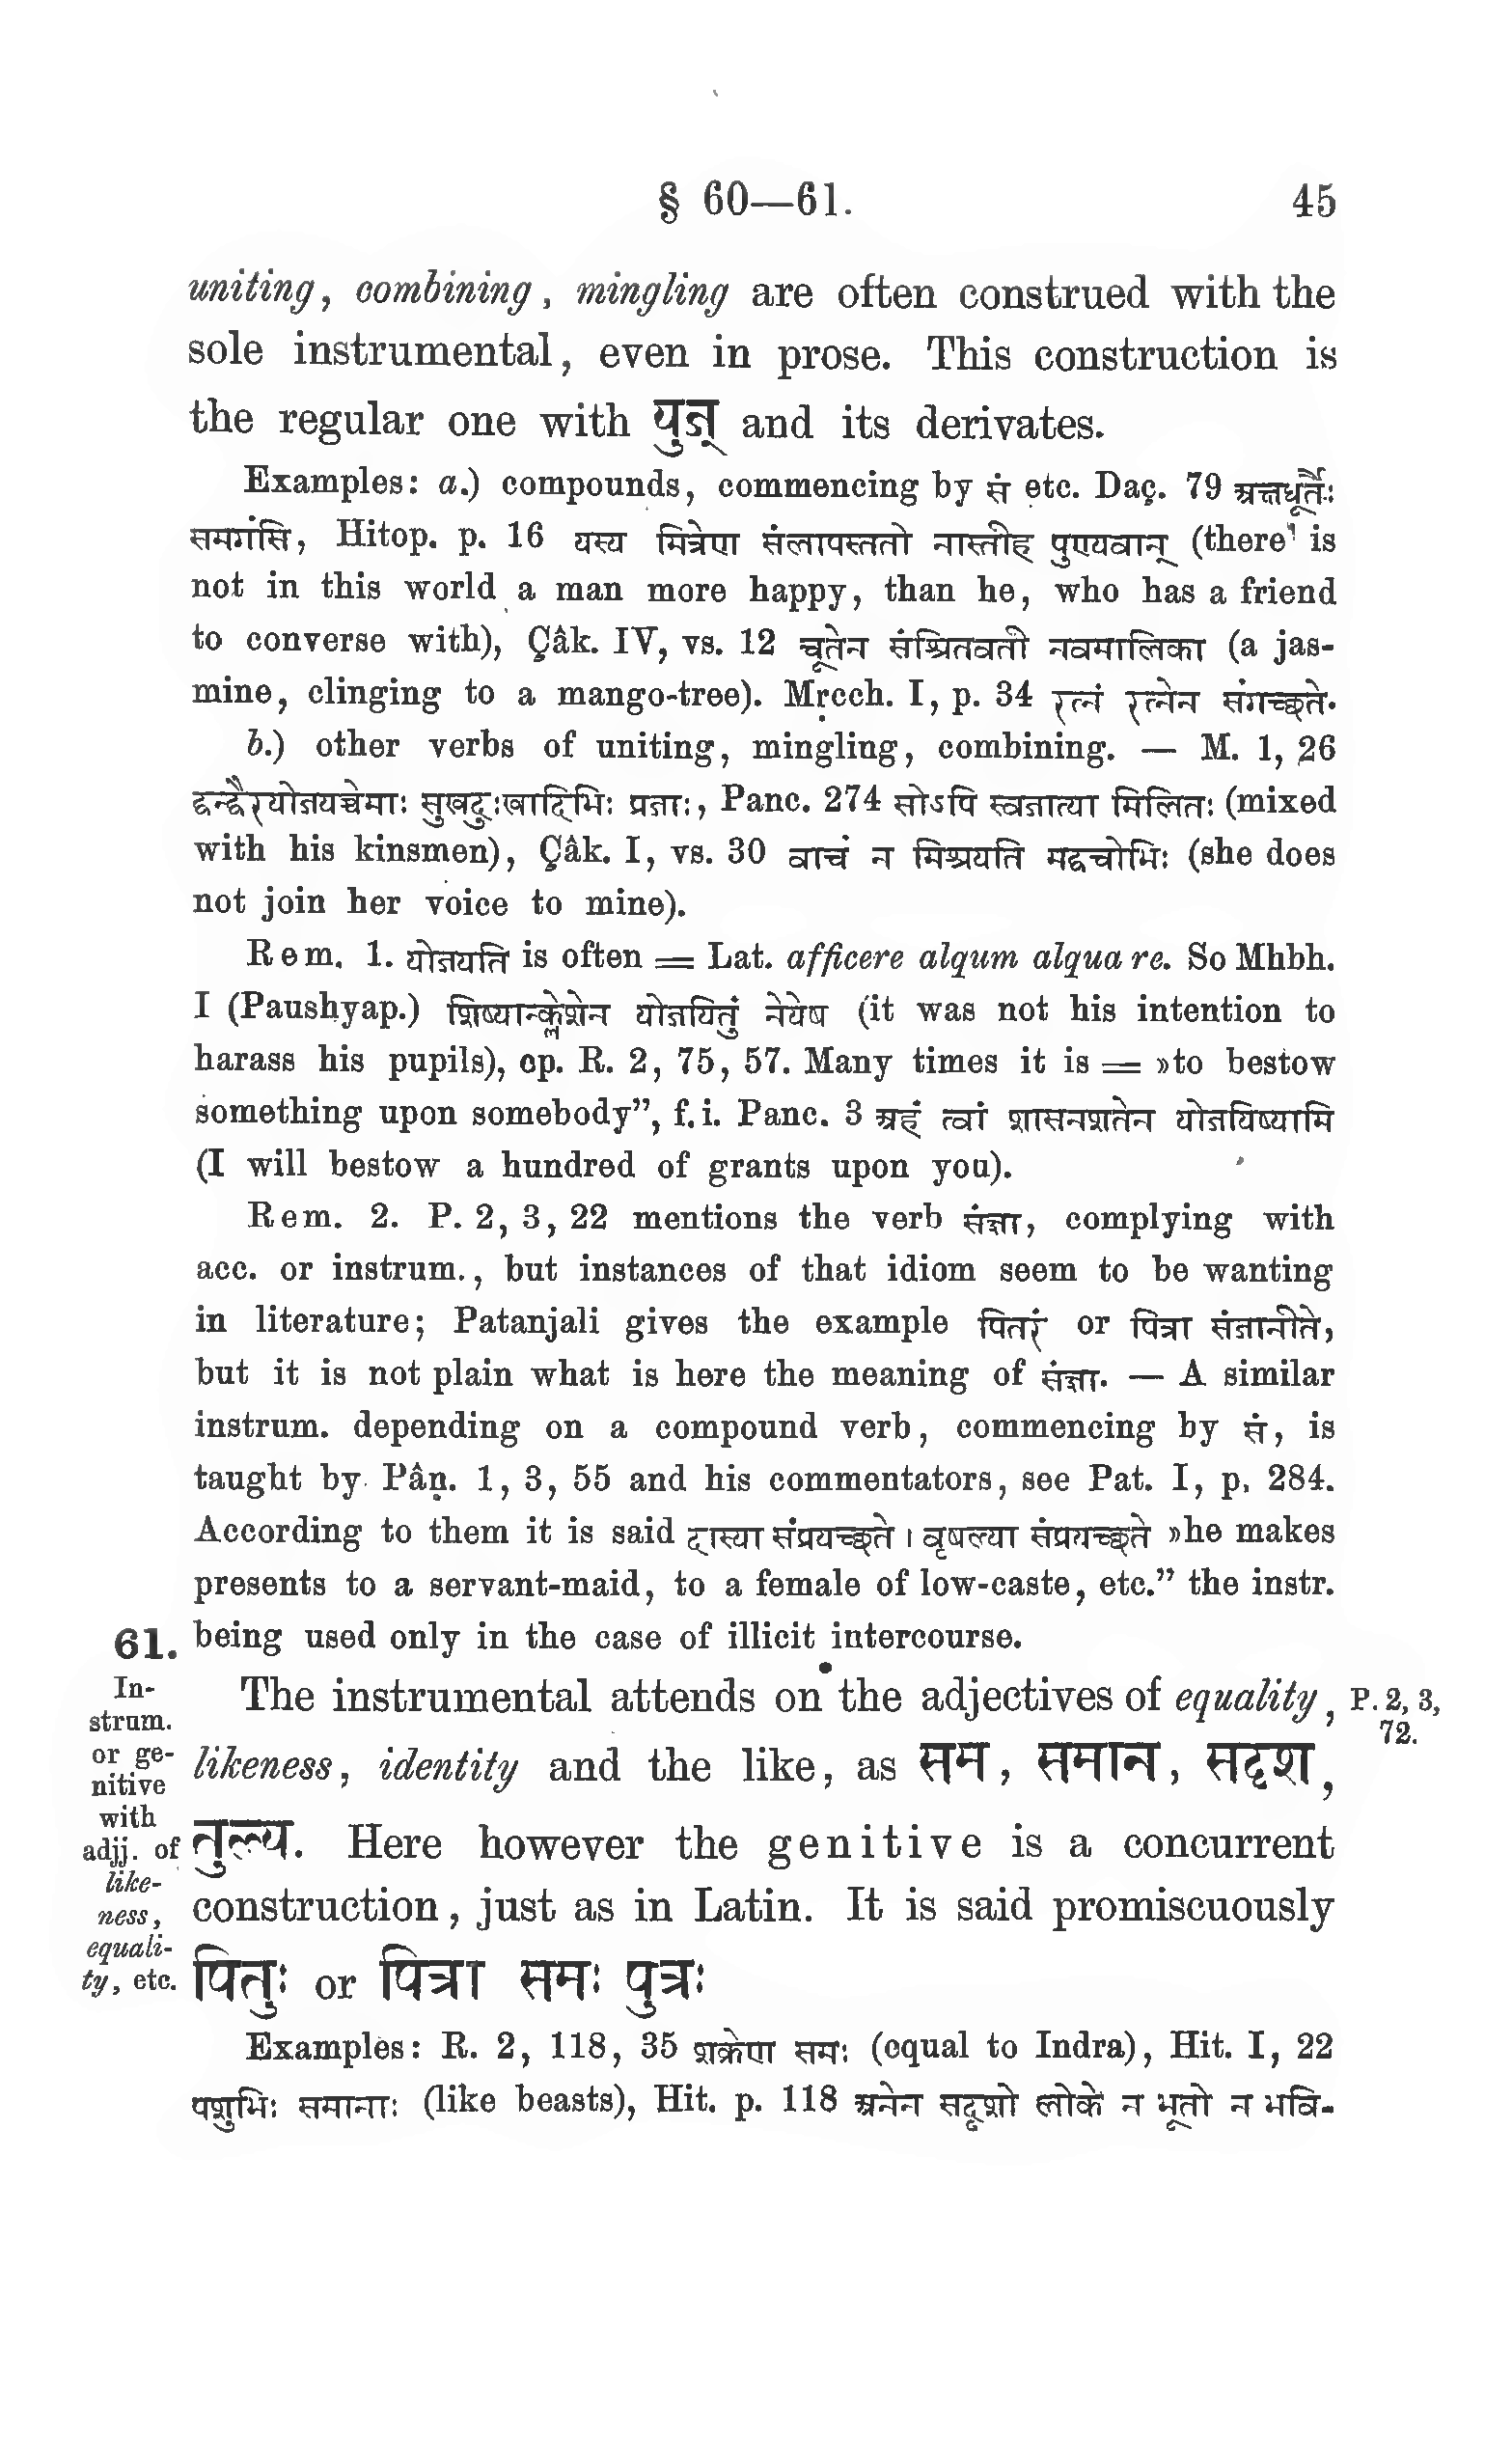 § 60—61. 45
uniting, combining, mingling are often construed with the
sole instrumental, even in prose. This construction is
the regular one with युज् and its derivates.
Examples: a.) compounds, commencing by सं etc. Daç. 79 अक्षधूर्तैः
समगंसि, Hitop. p. 16 यस्य मित्रेण संलापस्ततो नास्तीह पुण्यवान् (there is
not in this world a man more happy, than he, who has a friend
to converse with), Çâk. IV, vs. 12 चूतेन संश्रितवती नवमालिका (a jas-
mine, clinging to a mango-tree). Mṛcch. I, p. 34 रत्नं रत्नेन संगच्छते.
b.) other verbs of uniting, mingling, combining. — M. 1, 26
द्वन्द्वैरयोजयच्चेमाः सुखदुःखादिभिः प्रजाः, Panc. 274 सोऽपि स्वजात्या मिलितः (mixed
with his kinsmen), Çâk. I, vs. 30 वाचं न मिश्रयति मद्वचोभिः (she does
not join her voice to mine).
Rem. 1. योजयति is often = Lat. afficere alqum alqua re. So Mhbh.
I (Paushyap.) शिष्यान्क्लेशेन योजयितुं नेयेष (it was not his intention to
harass his pupils), cp. R. 2, 75, 57. Many times it is = »to bestow
something upon somebody”, f. i. Panc. 3 अहं त्वां शासनशतेन योजयिष्यामि
(I will bestow a hundred of grants upon you).
Rem. 2. P. 2, 3, 22 mentions the verb संज्ञा, complying with
acc. or instrum., but instances of that idiom seem to be wanting
in literature; Patanjali gives the example पितरं or पित्रा संजानीते,
but it is not plain what is here the meaning of संज्ञा. — A similar
instrum. depending on a compound verb, commencing by सं, is
taught by Pâṇ. 1, 3, 55 and his commentators, see Pat. I, p. 284.
According to them it is said दास्या संप्रयच्छते । वृषल्या संप्रयच्छते »he makes
presents to a servant-maid, to a female of low-caste, etc.” the instr.
being used only in the case of illicit intercourse.
61.
In-
strum.
or ge-
nitive
with
adjj. of
like-
ness,
equali-
ty, etc.
The instrumental attends on the adjectives of equality,
P. 2, 3,
72.
likeness, identity and the like, as सम, समान, सदृश,
तुल्य. Here however the genitive is a concurrent
construction, just as in Latin. It is said promiscuously
पितुः or पित्रा समः पुत्रः
Examples: R. 2, 118, 35 शक्रेण समः (equal to Indra), Hit. I, 22
पशुभिः समानाः (like beasts), Hit. p. 118 अनेन सदृशो लोके न भूतो न भवि-